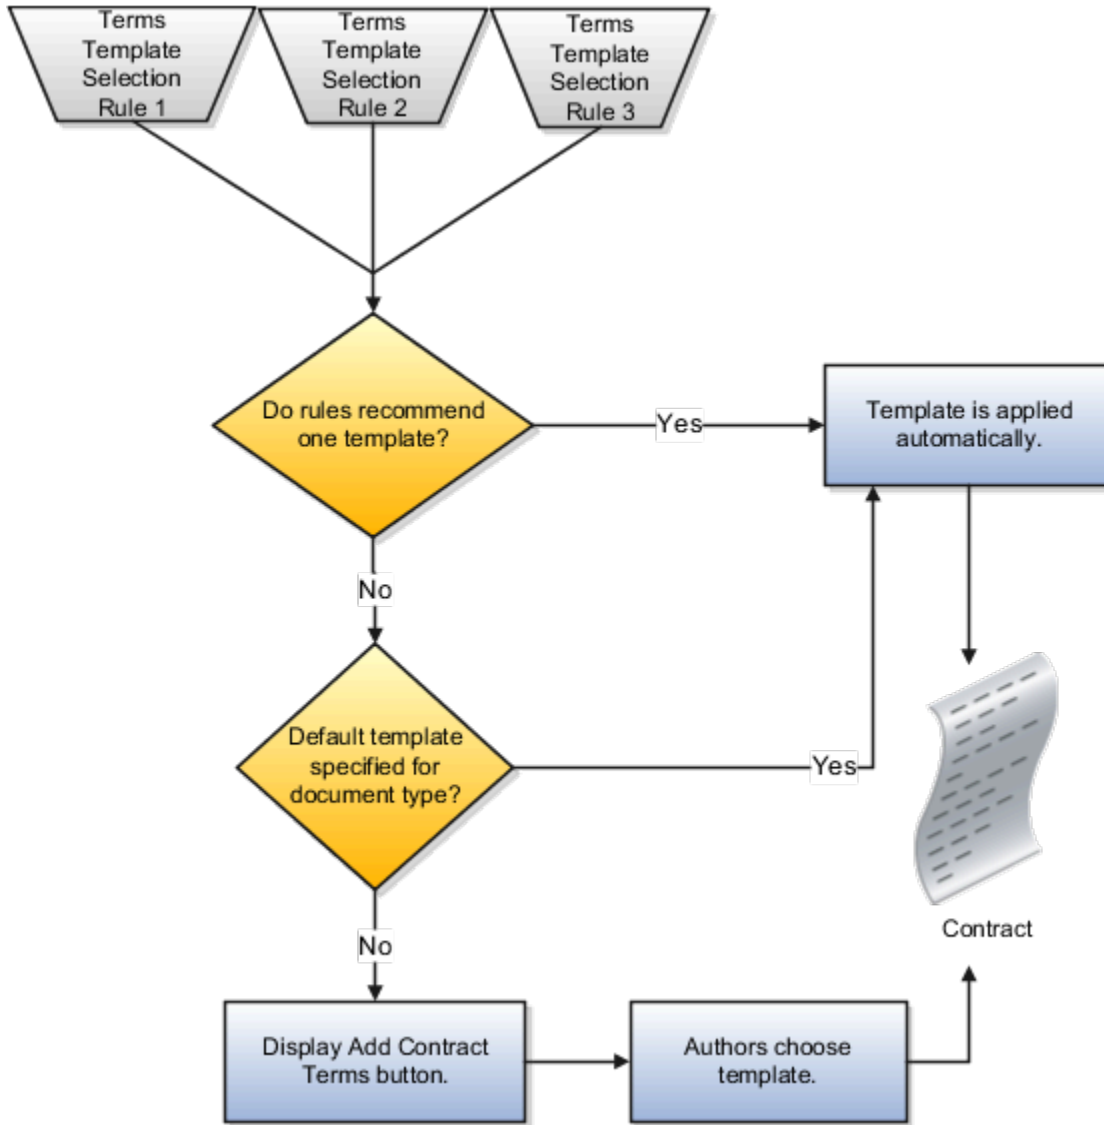 Terms
Template
Selection
Rule 1
Terms
Template
Selection
Rule 2
Terms
Template
Selection
Rule 3
Do rules recommend
one template?
Yes
Template is applied
automatically.
No
Default template
specified for
document type?
Yes
Contract
No
Display Add Contract
Terms button.
Authors choose
template.